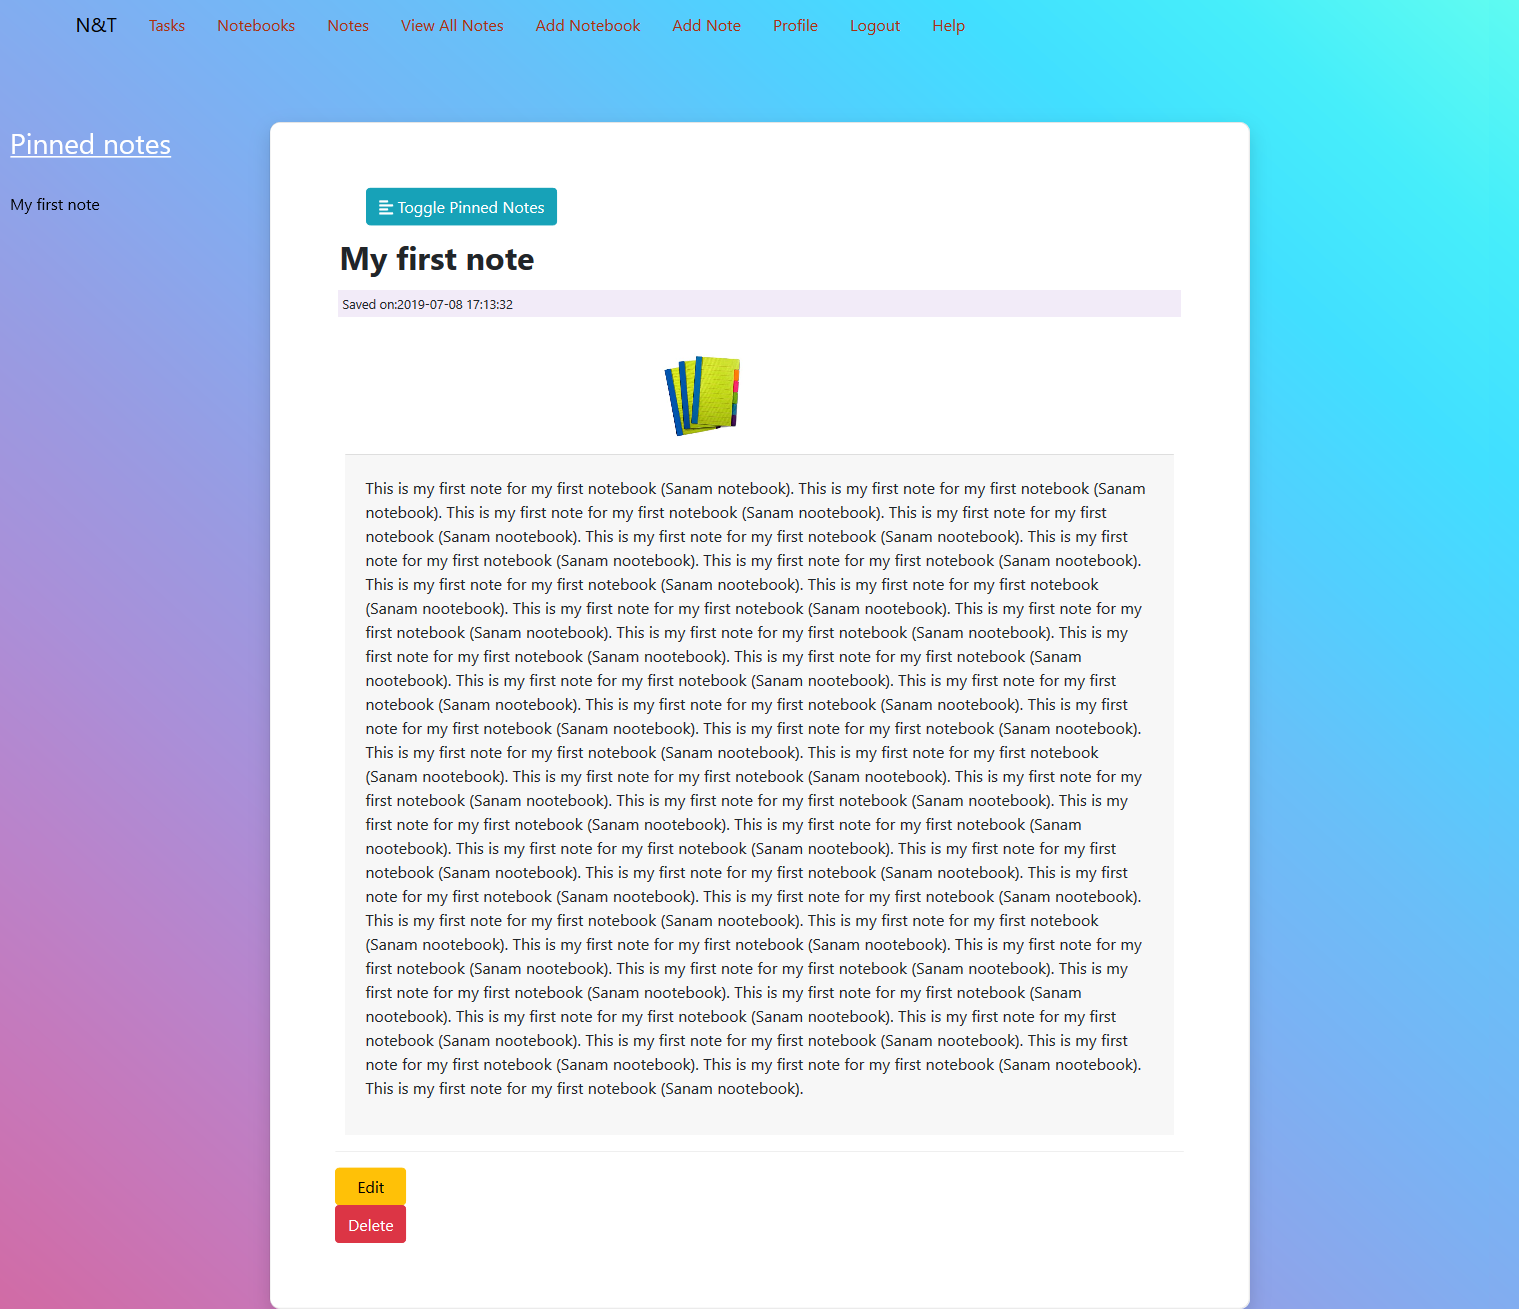 N&T Tasks Notebooks Notes View All Notes Add Notebook Add Note Profile Logout Help
Pinned notes
My first note
Toggle Pinned Notes
My first note
Saved on:2019-07-08 17:13:32
This is my first note for my first notebook (Sanam notebook). This is my first note for my first notebook (Sanam
notebook). This is my first note for my first notebook (Sanam nootebook). This is my first note for my first
notebook (Sanam nootebook). This is my first note for my first notebook (Sanam nootebook). This is my first
note for my first notebook (Sanam nootebook). This is my first note for my first notebook (Sanam nootebook).
This is my first note for my first notebook (Sanam nootebook). This is my first note for my first notebook
(Sanam nootebook). This is my first note for my first notebook (Sanam nootebook). This is my first note for my
first notebook (Sanam nootebook). This is my first note for my first notebook (Sanam nootebook). This is my
first note for my first notebook (Sanam nootebook). This is my first note for my first notebook (Sanam
nootebook). This is my first note for my first notebook (Sanam nootebook). This is my first note for my first
notebook (Sanam nootebook). This is my first note for my first notebook (Sanam nootebook). This is my first
note for my first notebook (Sanam nootebook). This is my first note for my first notebook (Sanam nootebook).
This is my first note for my first notebook (Sanam nootebook). This is my first note for my first notebook
(Sanam nootebook). This is my first note for my first notebook (Sanam nootebook). This is my first note for my
first notebook (Sanam nootebook). This is my first note for my first notebook (Sanam nootebook). This is my
first note for my first notebook (Sanam nootebook). This is my first note for my first notebook (Sanam
nootebook). This is my first note for my first notebook (Sanam nootebook). This is my first note for my first
notebook (Sanam nootebook). This is my first note for my first notebook (Sanam nootebook). This is my first
note for my first notebook (Sanam nootebook). This is my first note for my first notebook (Sanam nootebook).
This is my first note for my first notebook (Sanam nootebook). This is my first note for my first notebook
(Sanam nootebook). This is my first note for my first notebook (Sanam nootebook). This is my first note for my
first notebook (Sanam nootebook). This is my first note for my first notebook (Sanam nootebook). This is my
first note for my first notebook (Sanam nootebook). This is my first note for my first notebook (Sanam
nootebook). This is my first note for my first notebook (Sanam nootebook). This is my first note for my first
notebook (Sanam nootebook). This is my first note for my first notebook (Sanam nootebook). This is my first
note for my first notebook (Sanam nootebook). This is my first note for my first notebook (Sanam nootebook).
This is my first note for my first notebook (Sanam nootebook).
Edit
Delete